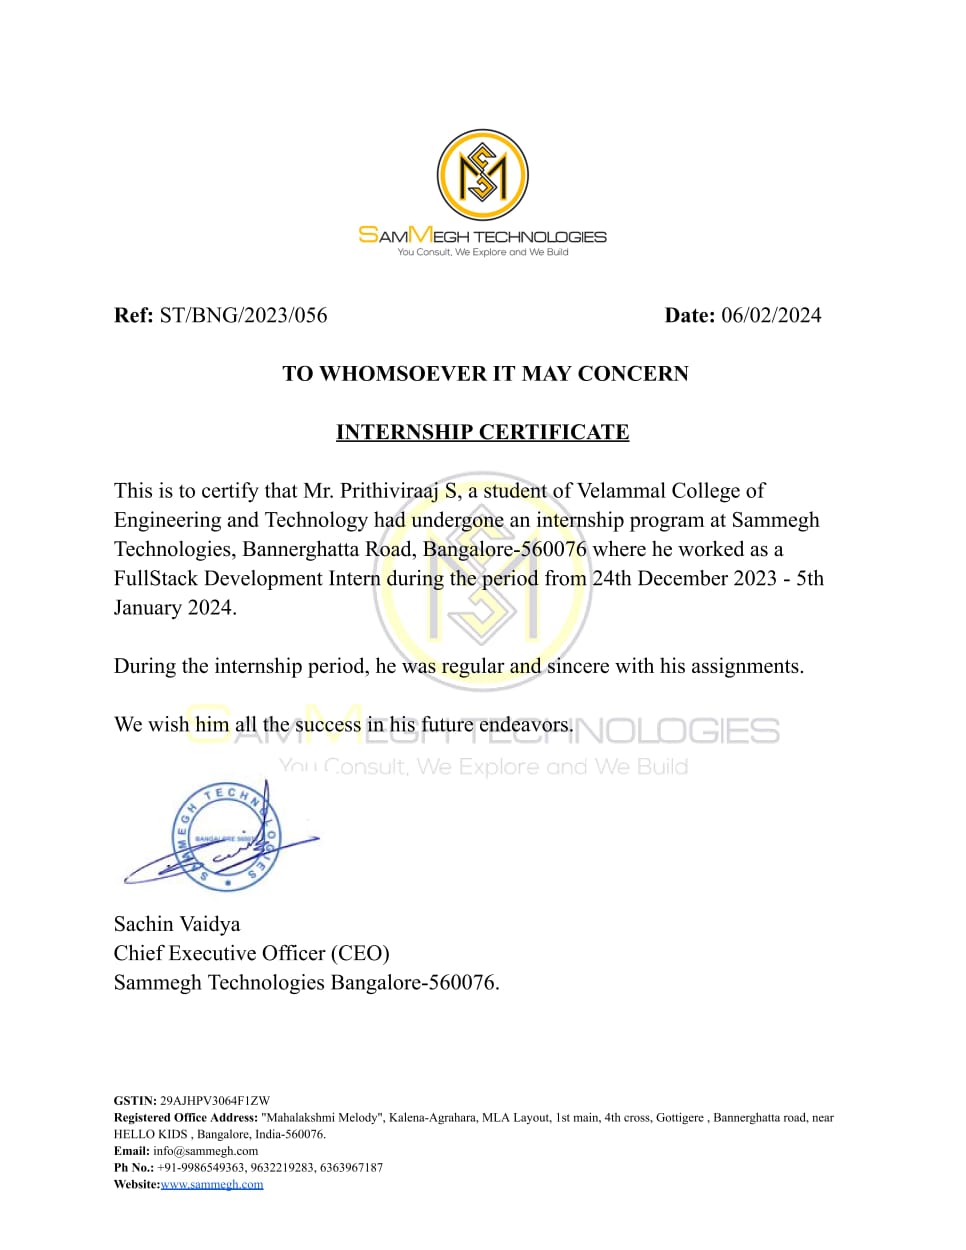 SAMMEGH TECHNOLOGIES
You Consult, We Explore and We Build
Ref: ST/BNG/2023/056 Date: 06/02/2024
TO WHOMSOEVER IT MAY CONCERN
INTERNSHIP CERTIFICATE
This is to certify that Mr. Prithiviraaj S, a student of Velammal College of
Engineering and Technology had undergone an internship program at Sammegh
Technologies, Bannerghatta Road, Bangalore-560076 where he worked as a
FullStack Development Intern during the period from 24th December 2023 - 5th
January 2024.
During the internship period, he was regular and sincere with his assignments.
We wish him all the success in his future endeavors.
SAMMEGH TECHNOLOGIES
You Consult, We Explore and We Build
SAMMEGH TECHNOLOGIES
Sachin Vaidya
Chief Executive Officer (CEO)
Sammegh Technologies Bangalore-560076.
GSTIN: 29AJHPV3064F1ZW
Registered Office Address: "Mahalakshmi Melody", Kalena-Agrahara, MLA Layout, 1st main, 4th cross, Gottigere , Bannerghatta road, near
HELLO KIDS , Bangalore, India-560076.
Email: info@sammegh.com
Ph No.: +91-9986549363, 9632219283, 6363967187
Website:www.sammegh.com